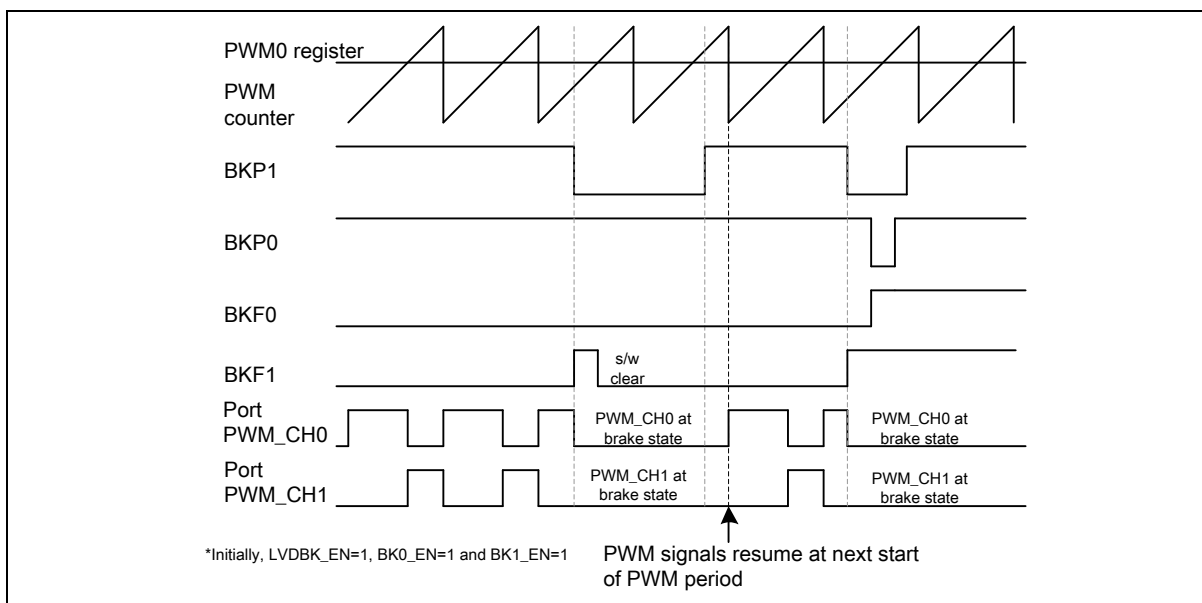 PWM0 register
PWM
counter
BKP1
BKP0
BKF0
BKF1
s/w
clear
Port
PWM_CH0
PWM_CH0 at
brake state
PWM_CH0 at
brake state
Port
PWM_CH1
PWM_CH1 at
brake state
PWM_CH1 at
brake state
*Initially, LVDBK_EN=1, BK0_EN=1 and BK1_EN=1
PWM signals resume at next start
of PWM period